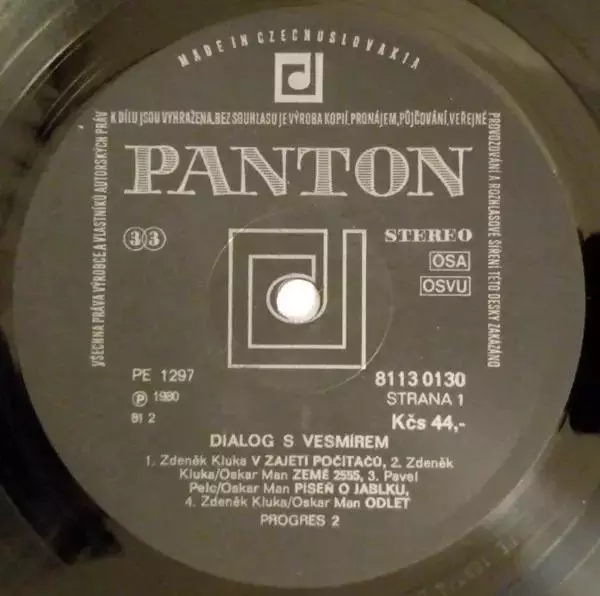 MADE IN CZECHOSLOVAKIA
VŠECHNA PRÁVA VÝROBCE A VLASTNÍKŮ AUTORSKÝCH PRÁV
K DÍLU JSOU VYHRAŽENA, BEZ SOUHLASU JE VÝROBA KOPIÍ, PRONÁJEM, PŮJČOVÁNÍ, VEŘEJNÉ
PROVOZOVÁNÍ A ROZHLASOVÉ ŠÍŘENÍ TÉTO DESKY ZAKÁZÁNO
PANTON
33
STEREO
OSA
OSVU
PE 1297
8113 0130
Ⓟ 1980
STRANA 1
81 2
Kčs 44,-
DIALOG S VESMÍREM
1. Zdeněk Kluka V ZAJETÍ POČÍTAČŮ, 2. Zdeněk
Kluka/Oskar Man ZEMĚ 2555, 3. Pavel
Pelc/Oskar Man PÍSEŇ O JABLKU,
4. Zdeněk Kluka/Oskar Man ODLET
PROGRES 2